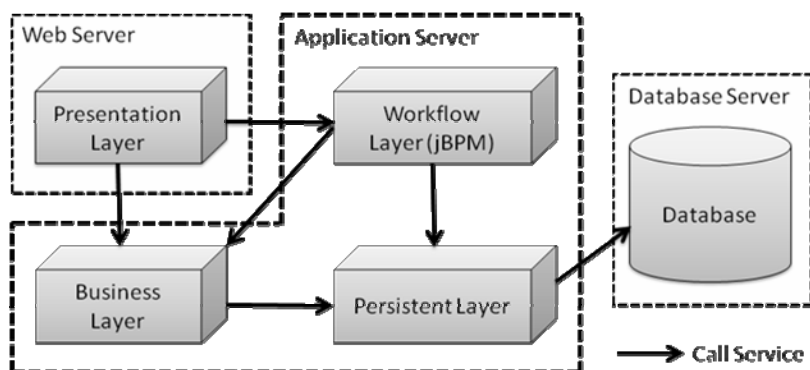 Web Server
Application Server
Presentation
Layer
Workflow
Layer (jBPM)
Database Server
Database
Business
Layer
Persistent Layer
Call Service